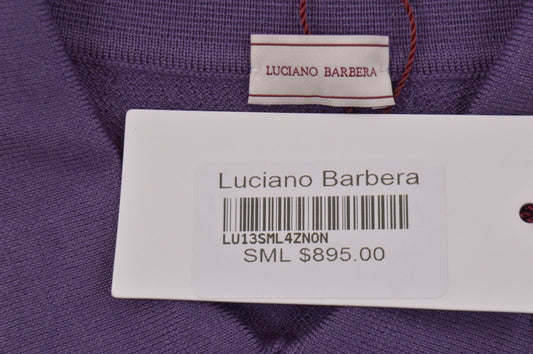 LUCIANO BARBERA
Luciano Barbera
LU13SML4ZNON
SML $895.00